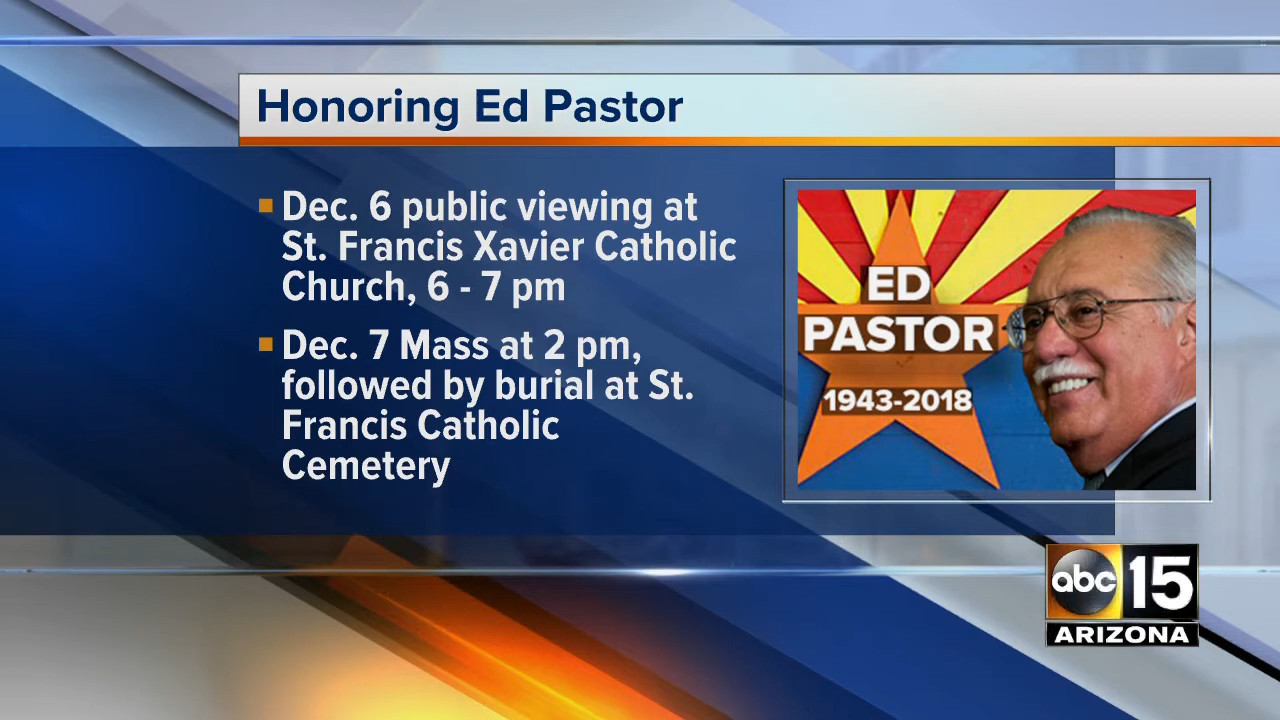 Honoring Ed Pastor
Dec. 6 public viewing at
St. Francis Xavier Catholic
Church, 6 - 7 pm
Dec. 7 Mass at 2 pm,
followed by burial at St.
Francis Catholic
Cemetery
ED
PASTOR
1943-2018
abc 15
ARIZONA